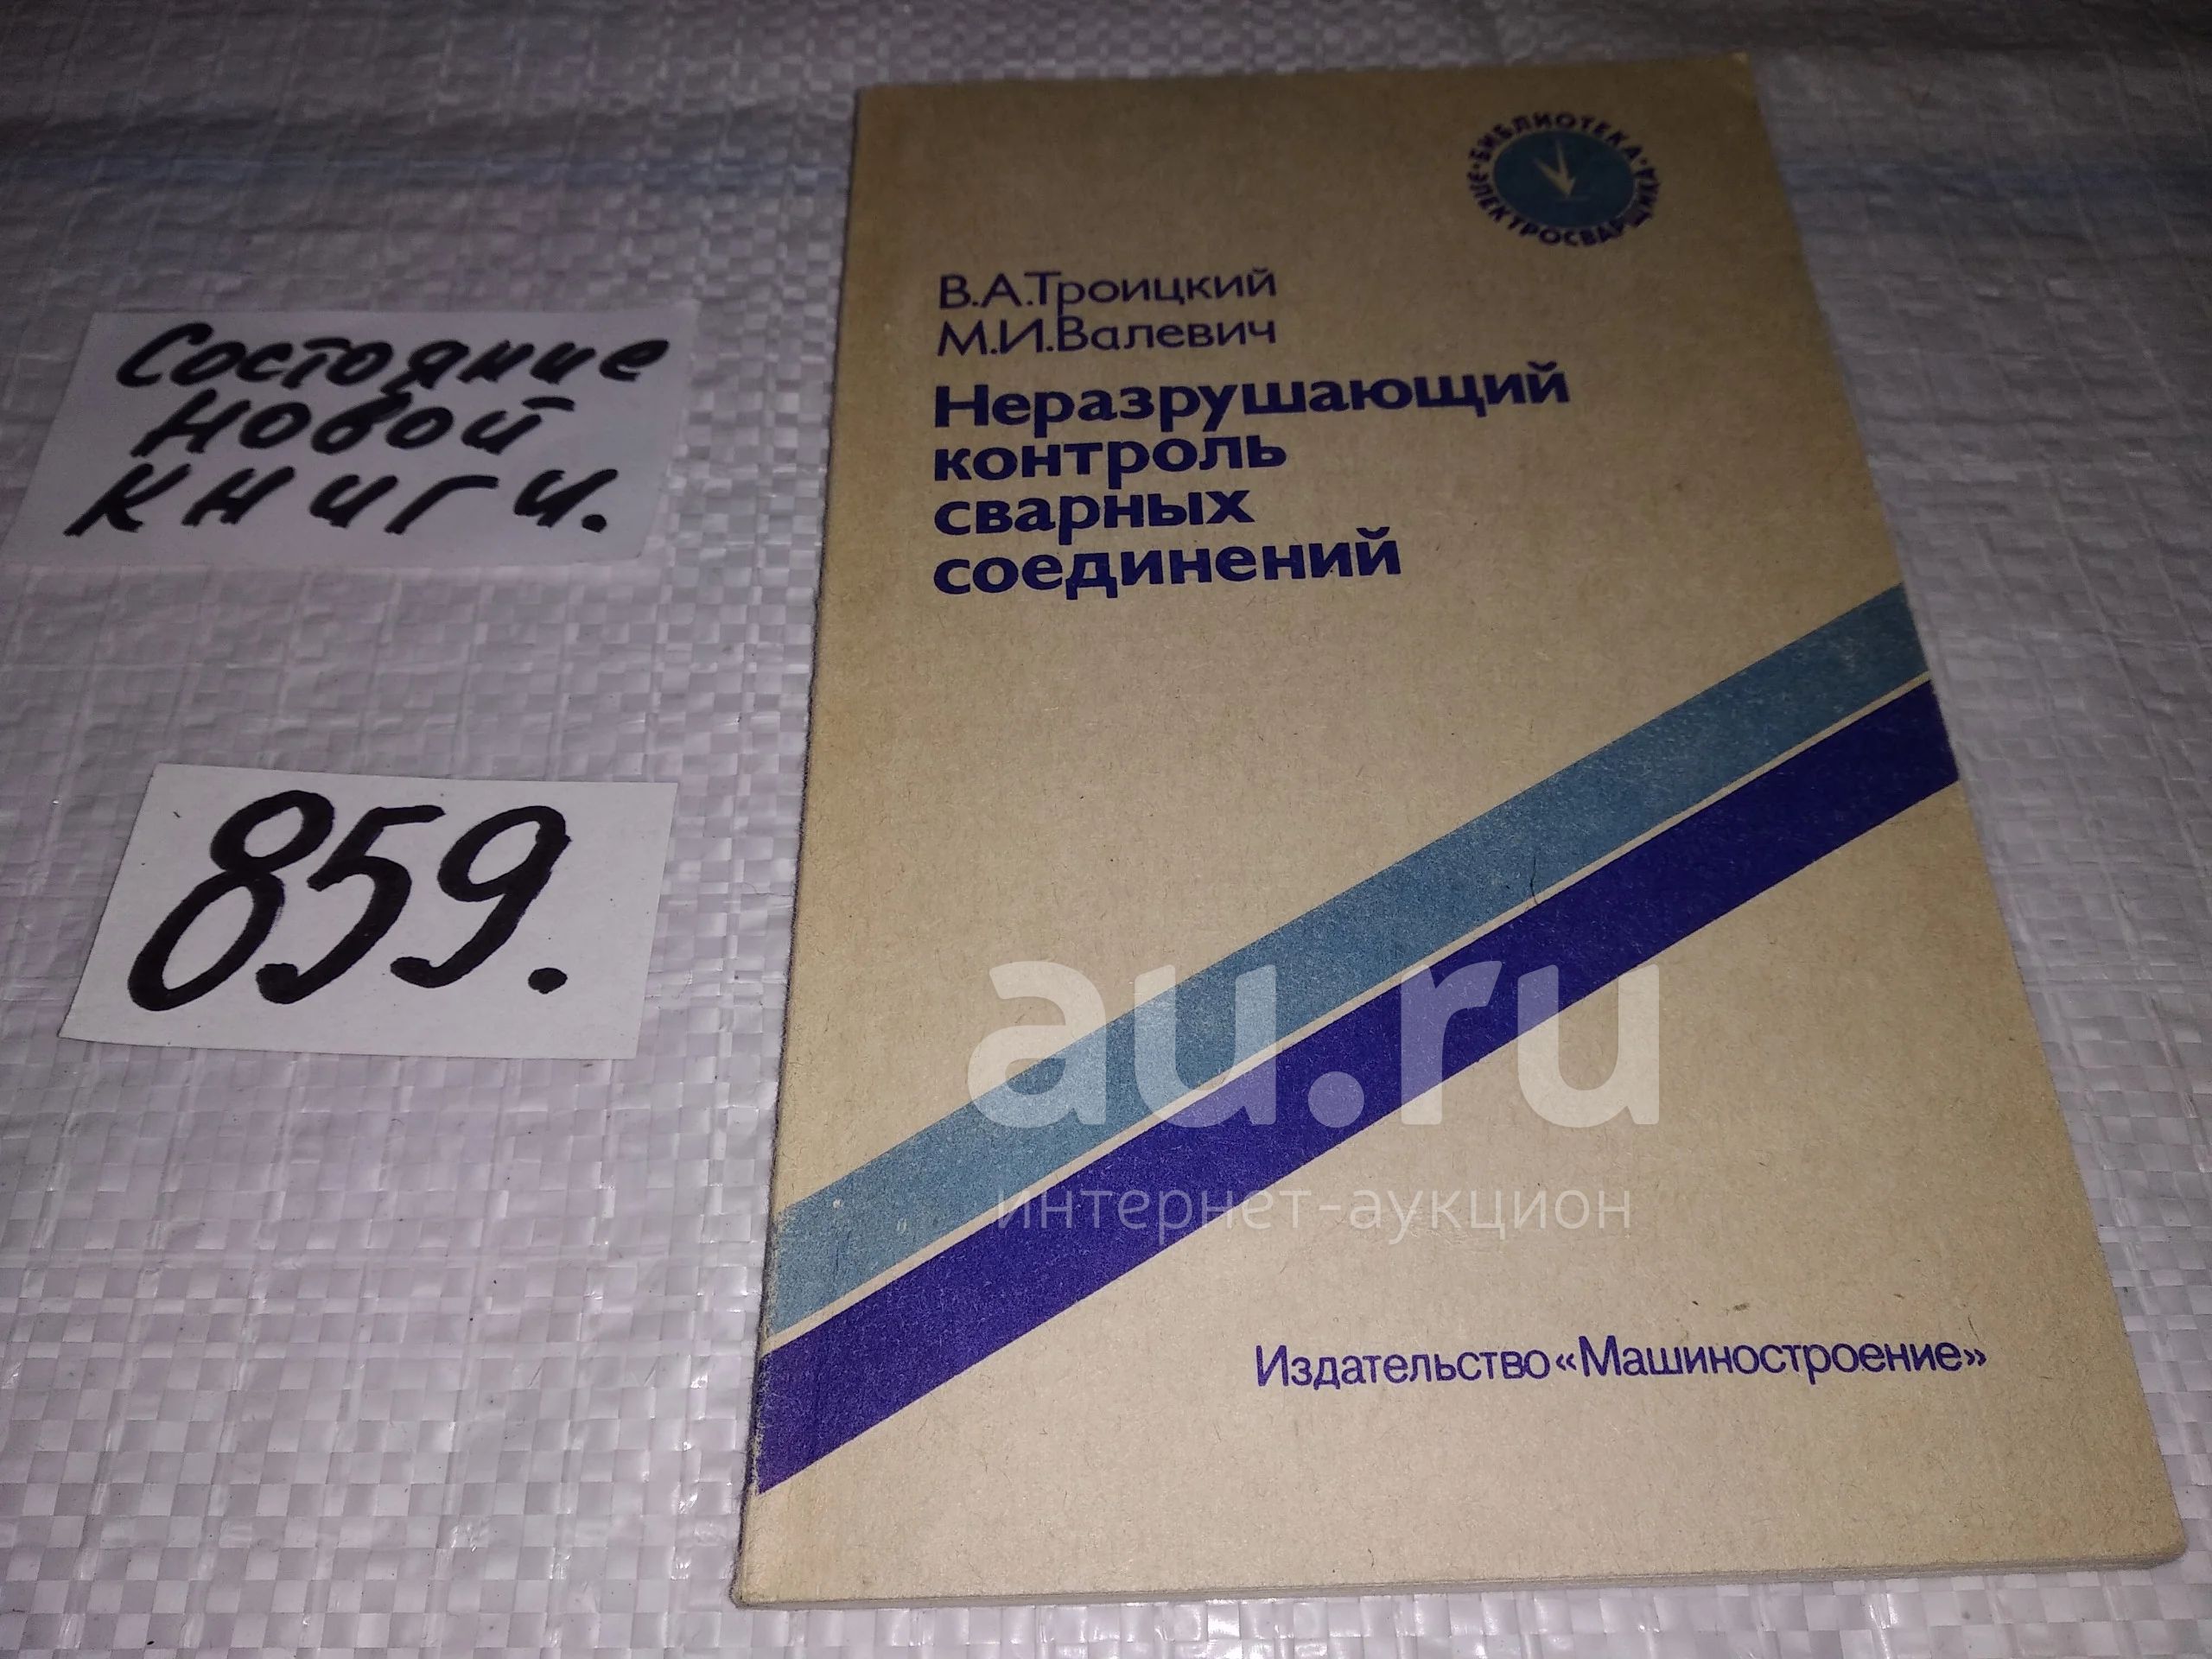 Состояние
новой
книги.
859.
БИБЛИОТЕКА • ЭЛЕКТРОСВАРЩИКА •
В.А.Троицкий
М.И.Валевич
Неразрушающий
контроль
сварных
соединений
au.ru
интернет-аукцион
Издательство «Машиностроение»